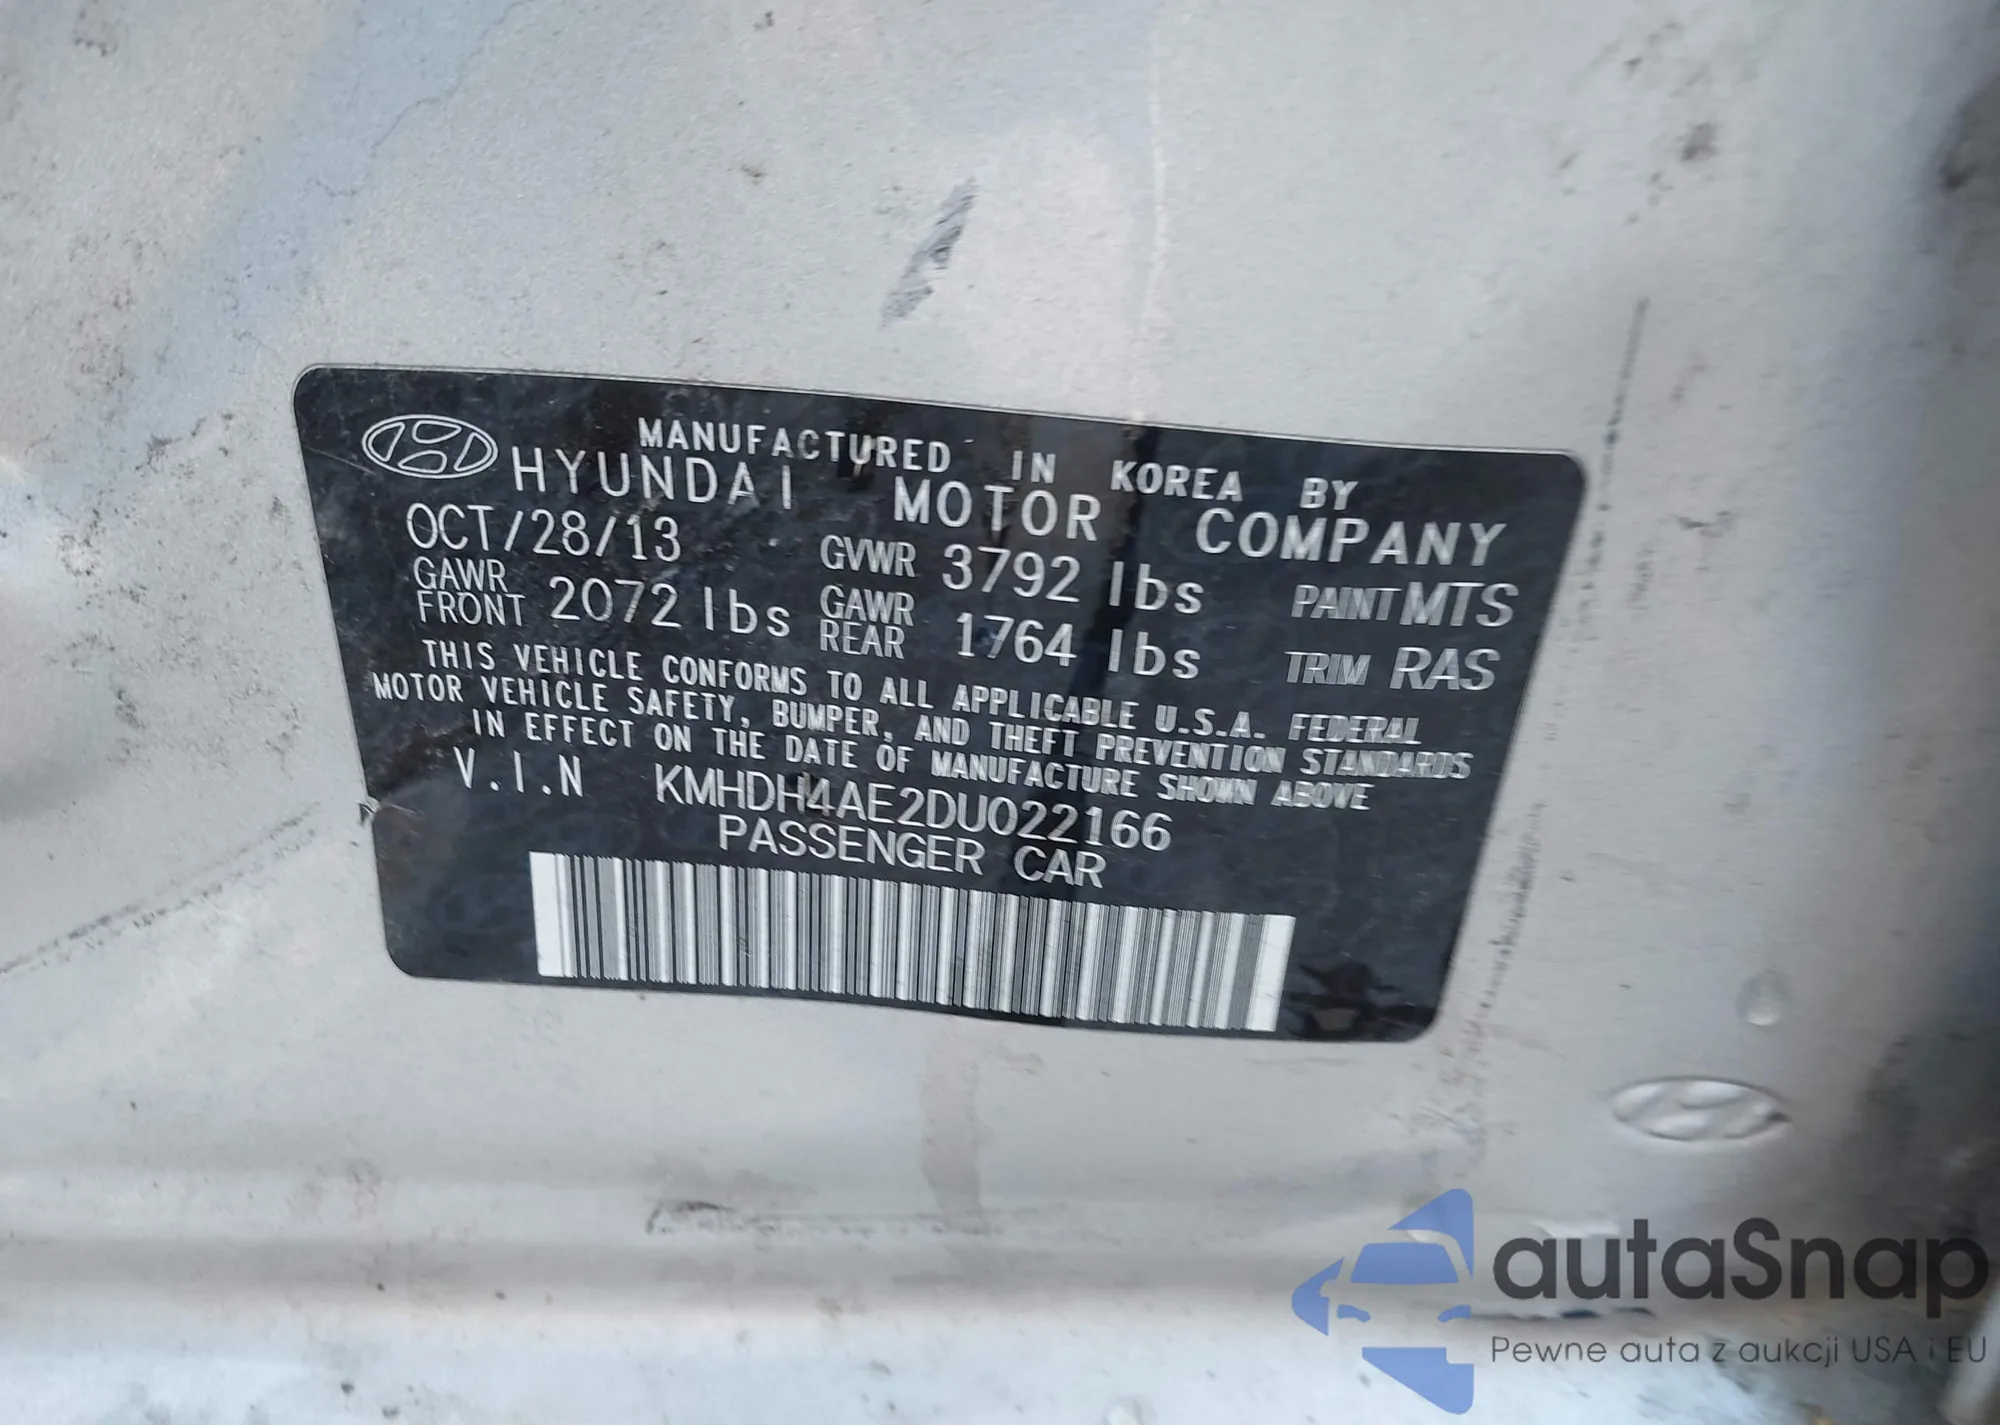 MANUFACTURED IN KOREA BY
HYUNDAI MOTOR COMPANY
OCT/28/13 GVWR 3792 lbs PAINT MTS
GAWR FRONT 2072 lbs GAWR REAR 1764 lbs TRIM RAS
THIS VEHICLE CONFORMS TO ALL APPLICABLE U.S.A. FEDERAL
MOTOR VEHICLE SAFETY, BUMPER, AND THEFT PREVENTION STANDARDS
IN EFFECT ON THE DATE OF MANUFACTURE SHOWN ABOVE
V.I.N KMHDH4AE2DU022166
PASSENGER CAR
autaSnap
Pewne auta z aukcji USA i EU